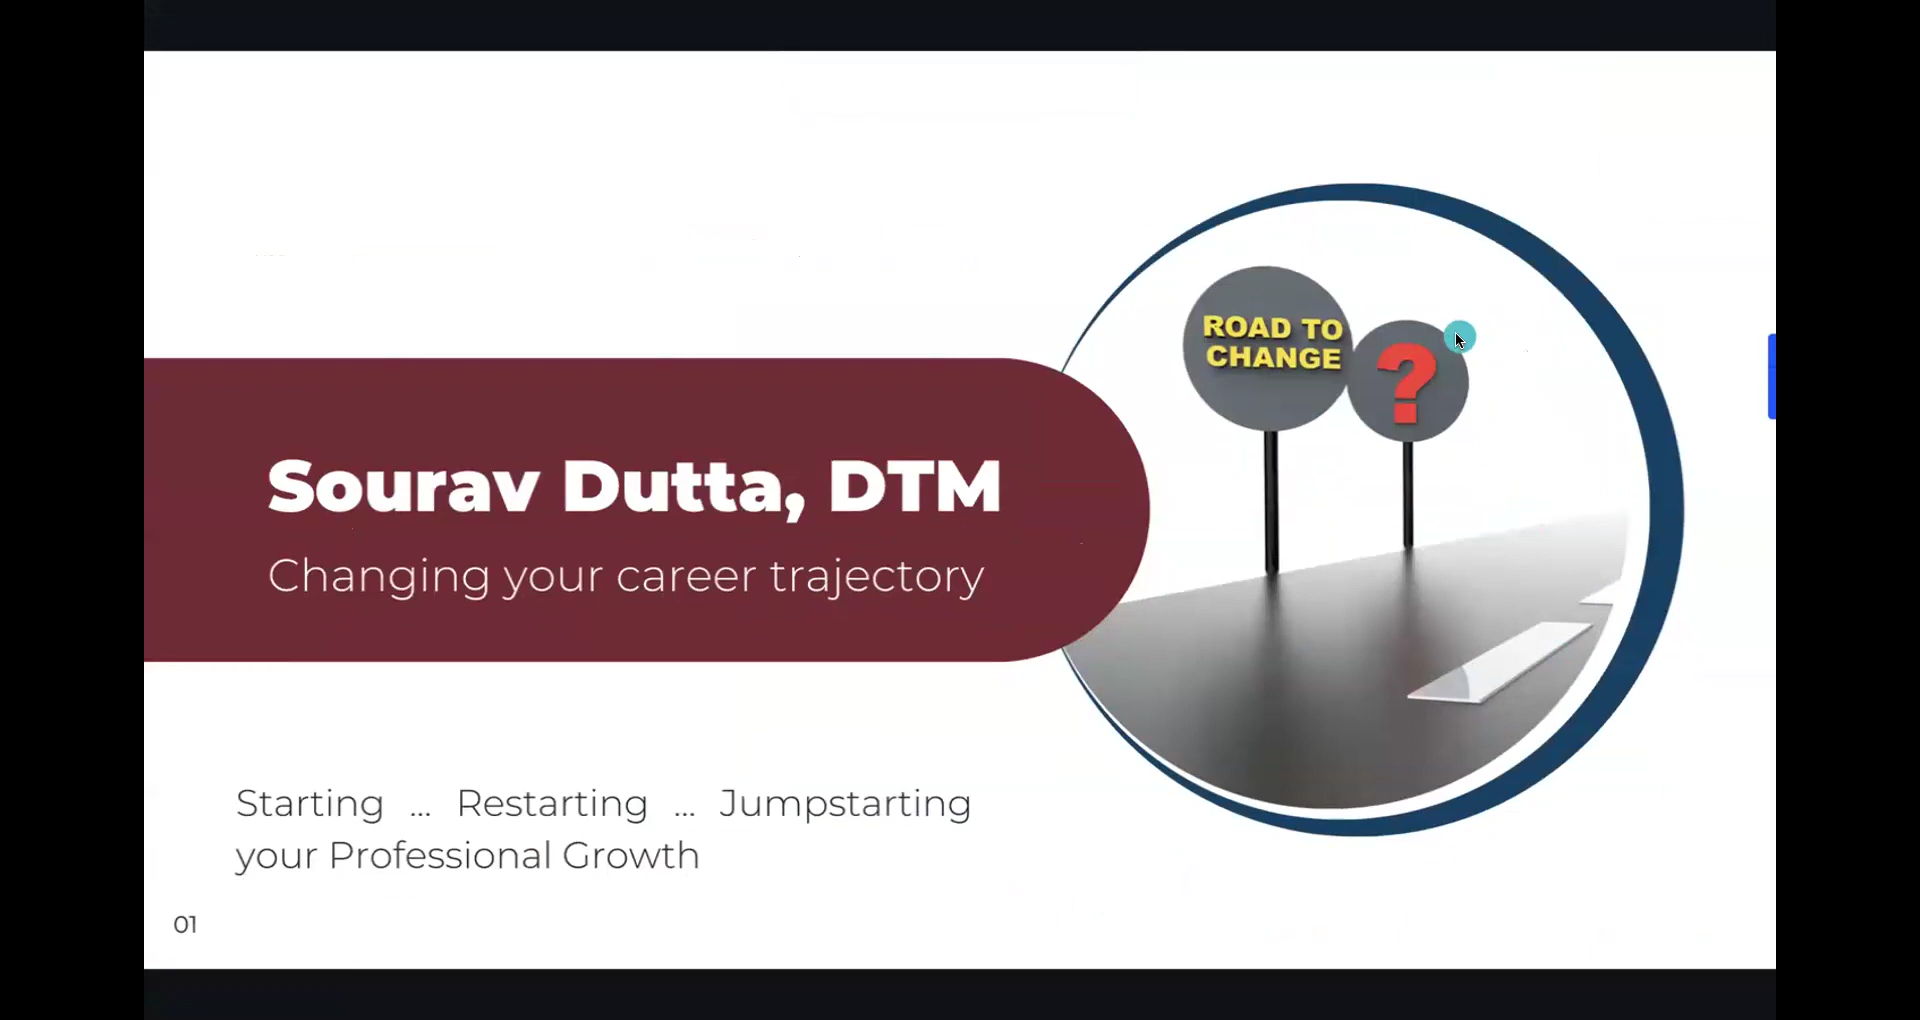 ROAD TO
CHANGE
?
Sourav Dutta, DTM
Changing your career trajectory
Starting ... Restarting ... Jumpstarting
your Professional Growth
01